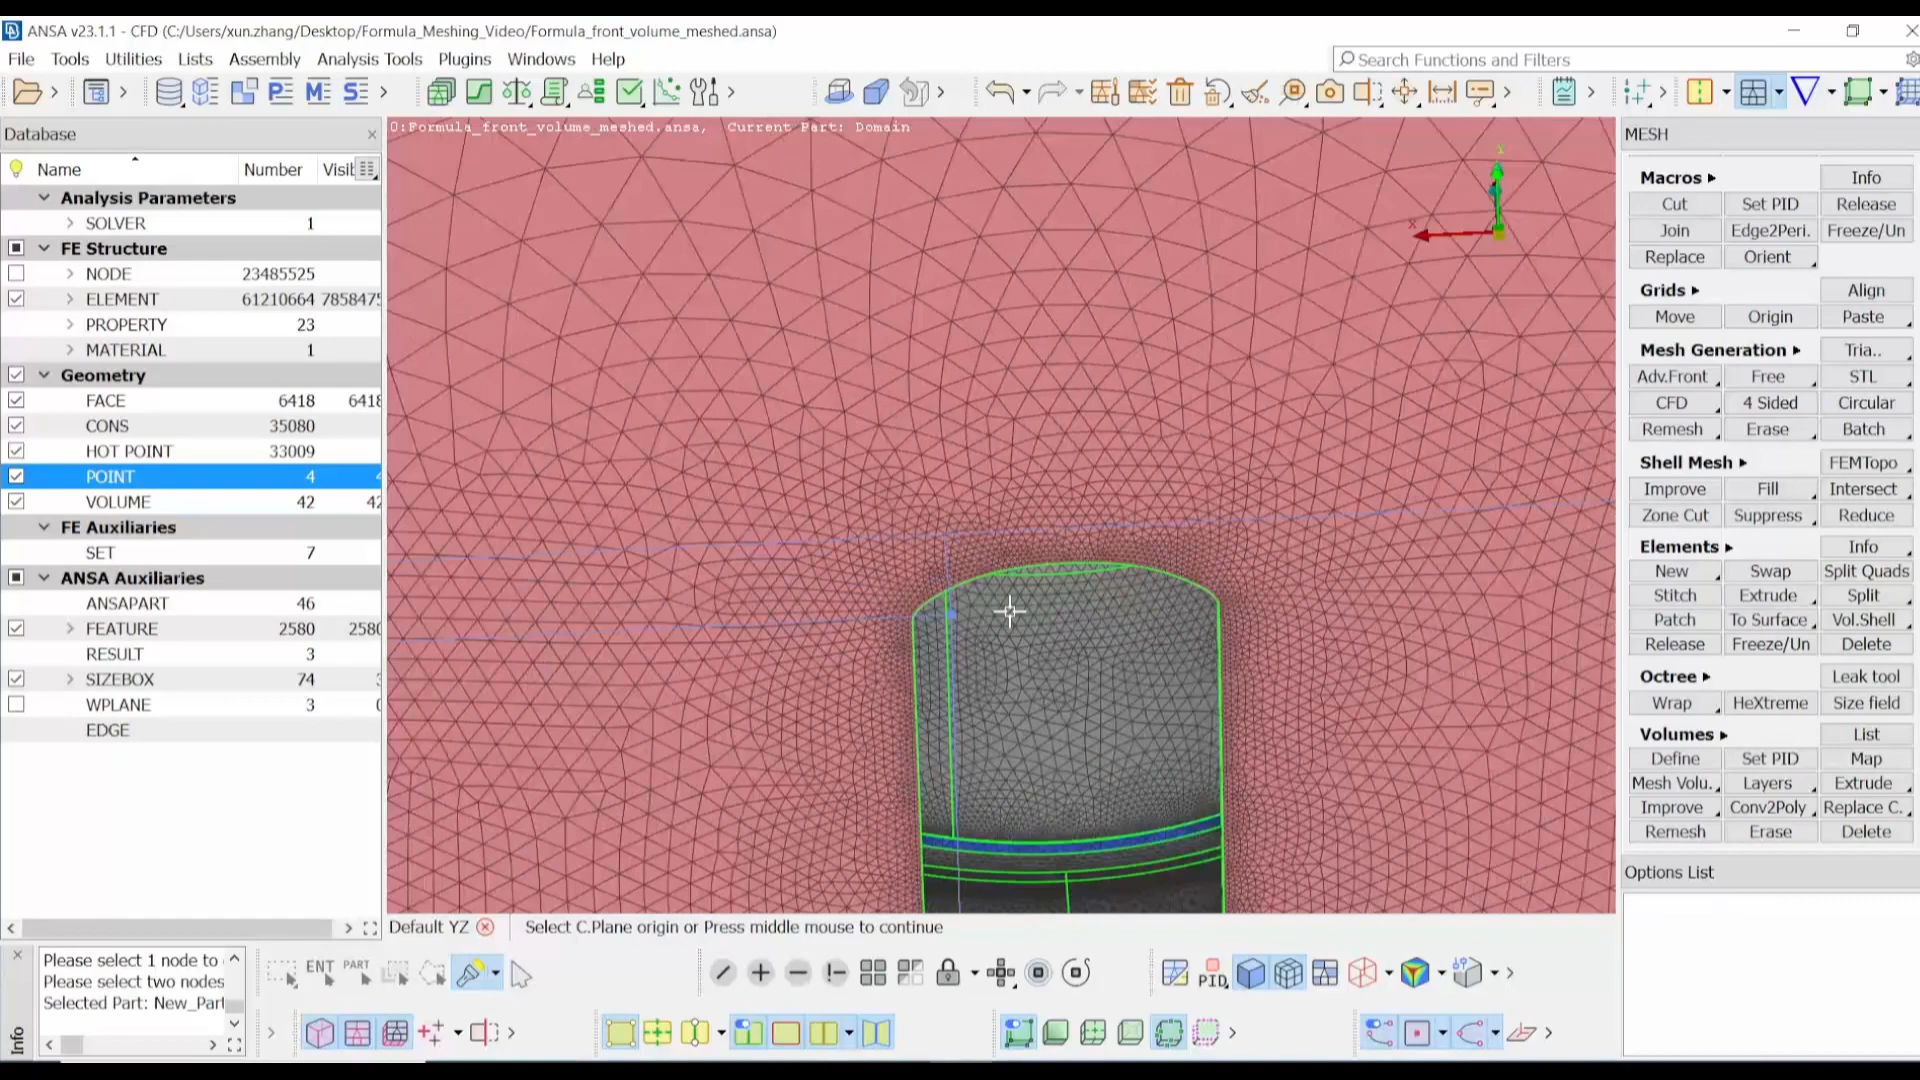 ANSA v23.1.1 - CFD (C:/Users/xun.zhang/Desktop/Formula_Meshing_Video/Formula_front_volume_meshed.ansa)
File Tools Utilities Lists Assembly Analysis Tools Plugins Windows Help
Search Functions and Filters
Database
0:Formula_front_volume_meshed.ansa, Current Part: Domain
MESH
Name Number Visit
Analysis Parameters
SOLVER 1
FE Structure
NODE 23485525
ELEMENT 61210664 7858475
PROPERTY 23
MATERIAL 1
Geometry
FACE 6418 6418
CONS 35080
HOT POINT 33009
POINT 4
VOLUME 42 42
FE Auxiliaries
SET 7
ANSA Auxiliaries
ANSAPART 46
FEATURE 2580 2580
RESULT 3
SIZEBOX 74
WPLANE 3
EDGE
Y
X
Macros Info
Cut Set PID Release
Join Edge2Peri. Freeze/Un
Replace Orient
Grids Align
Move Origin Paste
Mesh Generation Tria..
Adv.Front Free STL
CFD 4 Sided Circular
Remesh Erase Batch
Shell Mesh FEMTopo
Improve Fill Intersect
Zone Cut Suppress Reduce
Elements Info
New Swap Split Quads
Stitch Extrude Split
Patch To Surface Vol.Shell
Release Freeze/Un Delete
Octree Leak tool
Wrap HeXtreme Size field
Volumes List
Define Set PID Map
Mesh Volu. Layers Extrude
Improve Conv2Poly Replace C.
Remesh Erase Delete
Options List
Default YZ Select C.Plane origin or Press middle mouse to continue
Please select 1 node to
Please select two nodes
Selected Part: New_Part
Info
ENT PART
PID